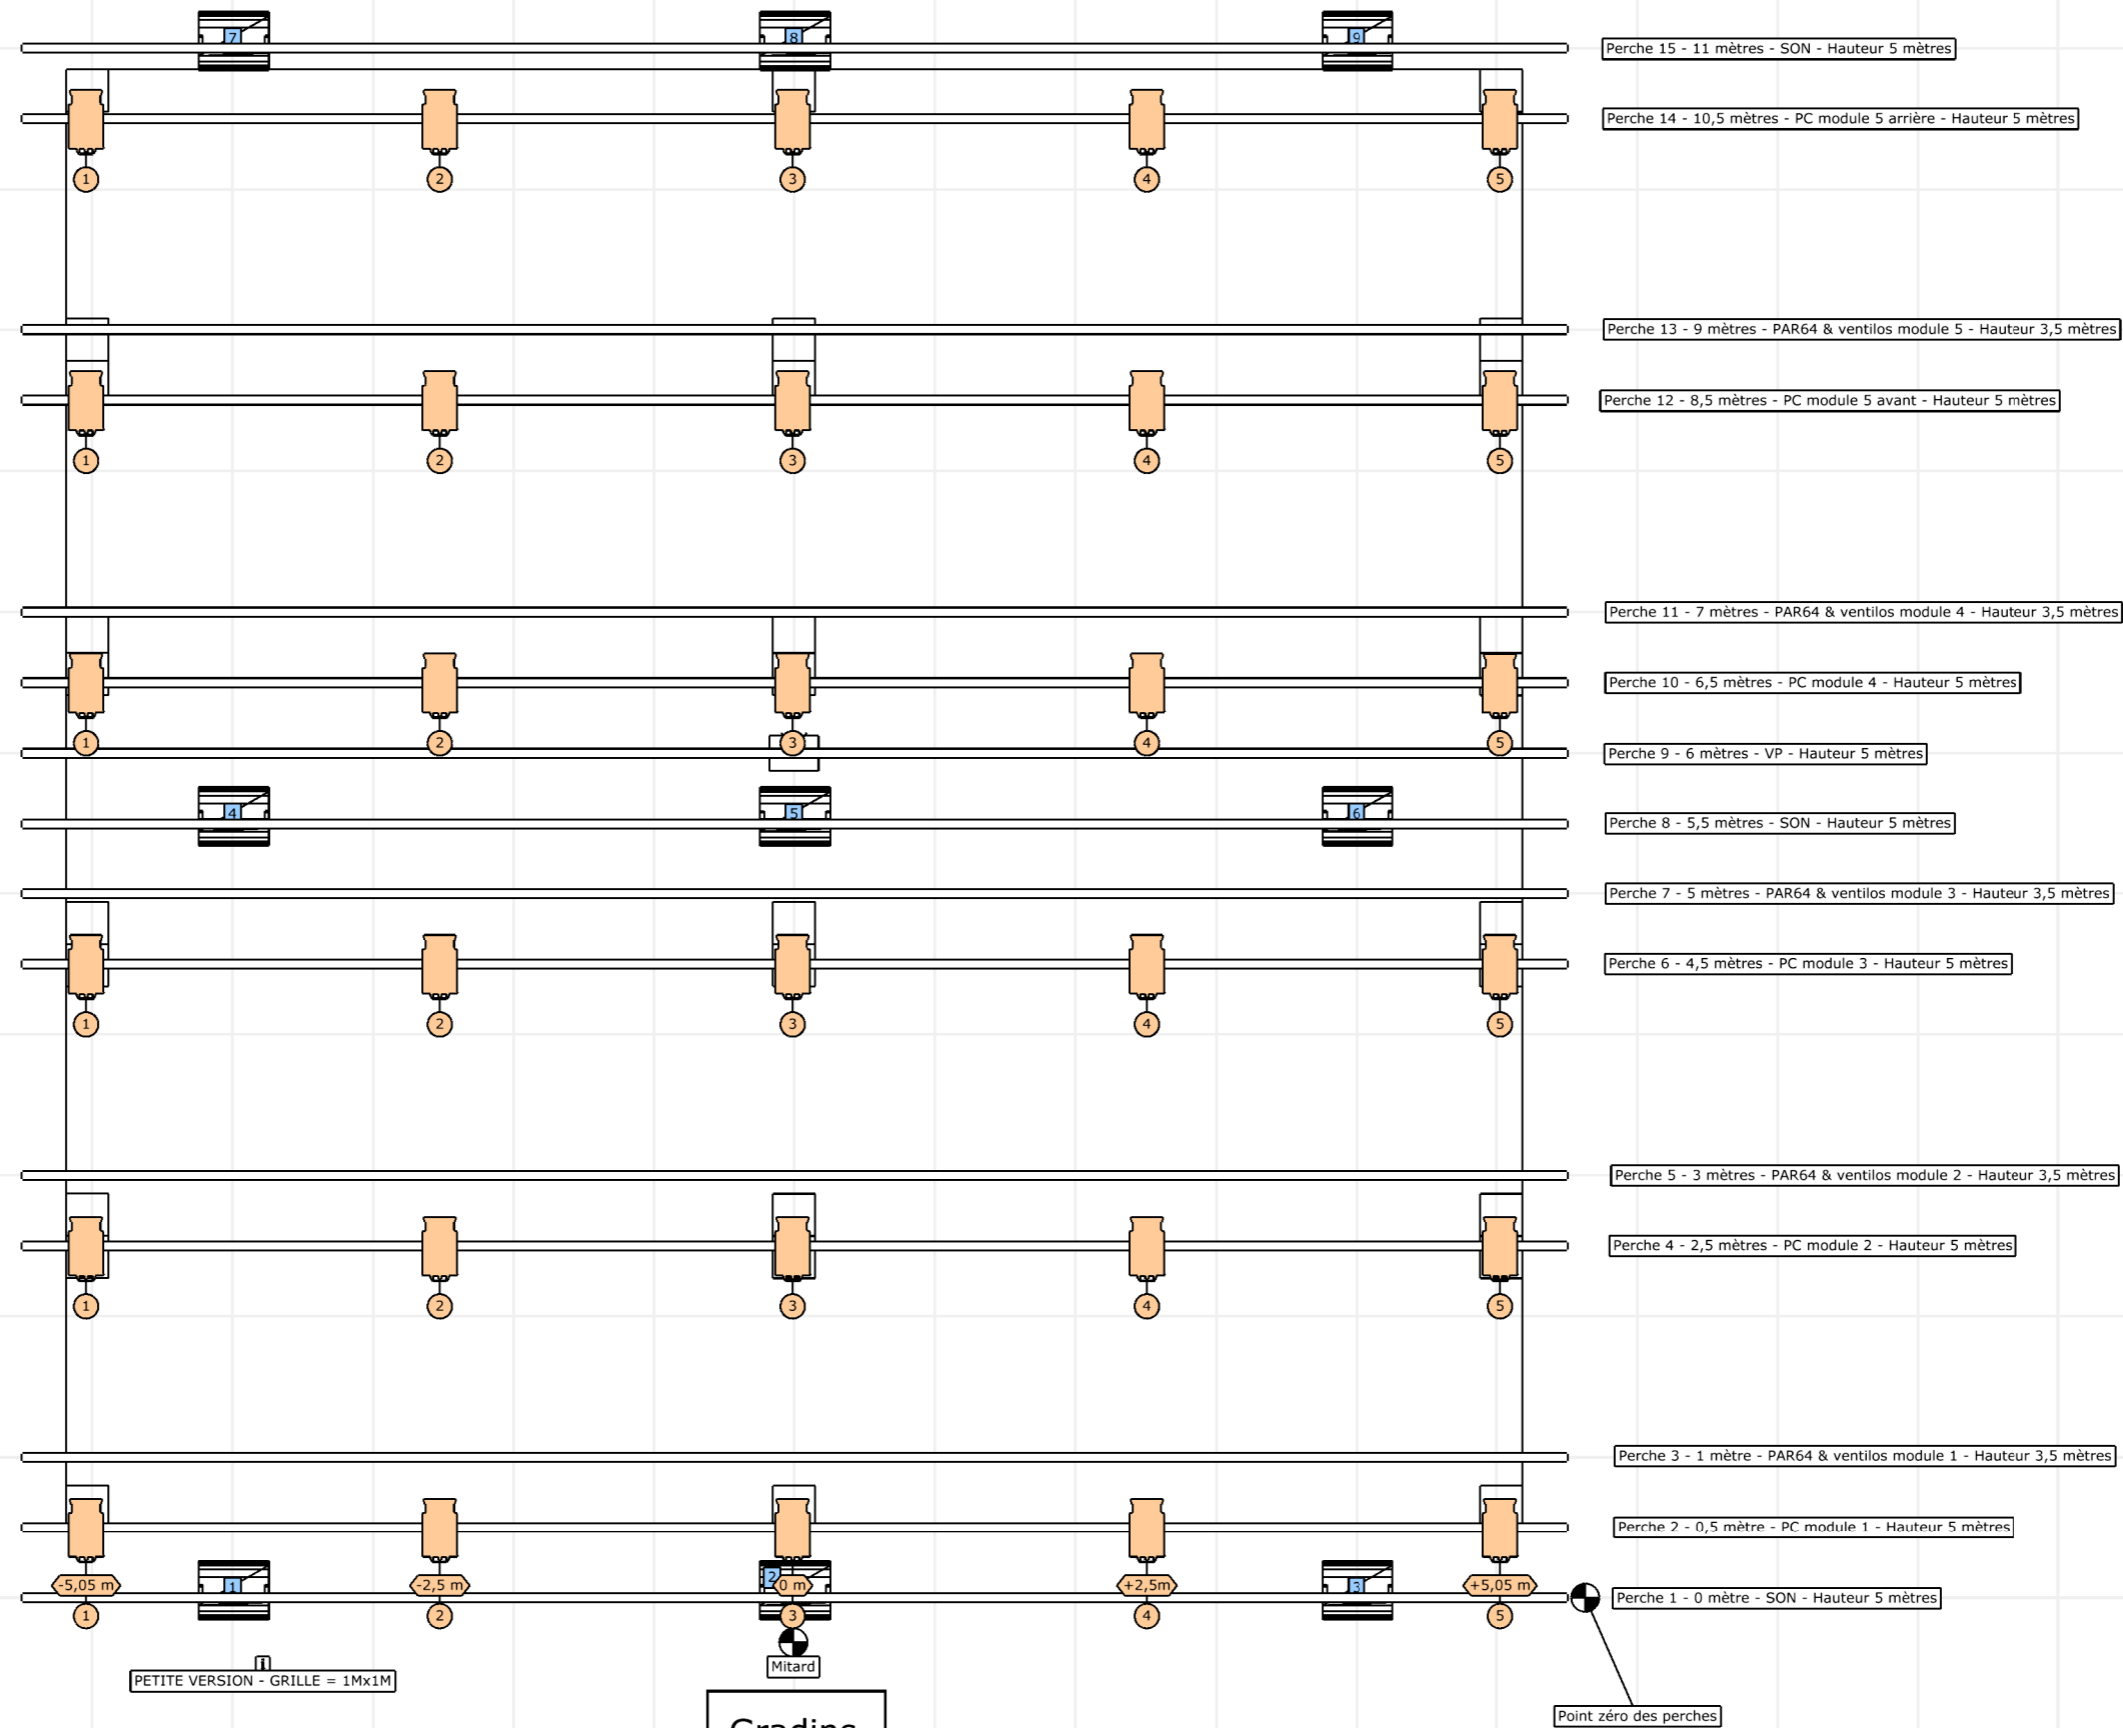 7 8 9
Perche 15 - 11 mètres - SON - Hauteur 5 mètres
Perche 14 - 10,5 mètres - PC module 5 arrière - Hauteur 5 mètres
1 2 3 4 5
Perche 13 - 9 mètres - PAR64 & ventilos module 5 - Hauteur 3,5 mètres
Perche 12 - 8,5 mètres - PC module 5 avant - Hauteur 5 mètres
1 2 3 4 5
Perche 11 - 7 mètres - PAR64 & ventilos module 4 - Hauteur 3,5 mètres
Perche 10 - 6,5 mètres - PC module 4 - Hauteur 5 mètres
1 2 3 4 5
Perche 9 - 6 mètres - VP - Hauteur 5 mètres
4 5 6
Perche 8 - 5,5 mètres - SON - Hauteur 5 mètres
Perche 7 - 5 mètres - PAR64 & ventilos module 3 - Hauteur 3,5 mètres
Perche 6 - 4,5 mètres - PC module 3 - Hauteur 5 mètres
1 2 3 4 5
Perche 5 - 3 mètres - PAR64 & ventilos module 2 - Hauteur 3,5 mètres
Perche 4 - 2,5 mètres - PC module 2 - Hauteur 5 mètres
1 2 3 4 5
Perche 3 - 1 mètre - PAR64 & ventilos module 1 - Hauteur 3,5 mètres
Perche 2 - 0,5 mètre - PC module 1 - Hauteur 5 mètres
-5,05 m 1 -2,5 m 2 0 m +2,5m 3 +5,05 m
Perche 1 - 0 mètre - SON - Hauteur 5 mètres
1 2 3 4 5
i
PETITE VERSION - GRILLE = 1Mx1M
Mitard
Gradins
Point zéro des perches